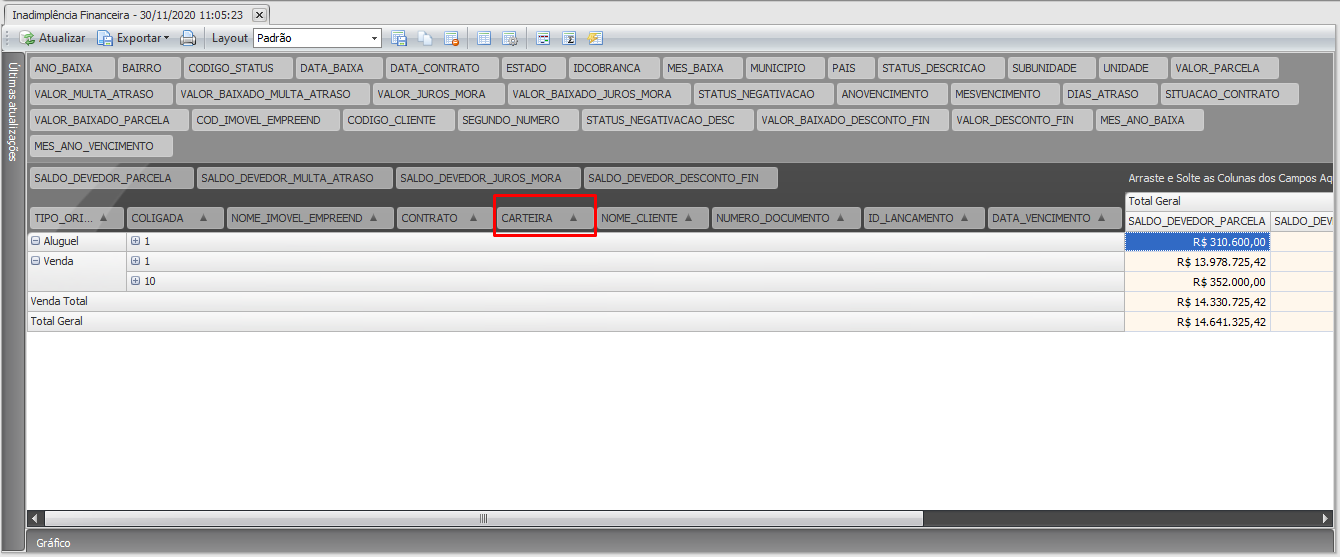 Inadimplência Financeira - 30/11/2020 11:05:23
Atualizar Exportar Layout Padrão
Últimas atualizações
ANO_BAIXA BAIRRO CODIGO_STATUS DATA_BAIXA DATA_CONTRATO ESTADO IDCOBRANCA MES_BAIXA MUNICIPIO PAIS STATUS_DESCRICAO SUBUNIDADE UNIDADE VALOR_PARCELA
VALOR_MULTA_ATRASO VALOR_BAIXADO_MULTA_ATRASO VALOR_JUROS_MORA VALOR_BAIXADO_JUROS_MORA STATUS_NEGATIVACAO ANOVENCIMENTO MESVENCIMENTO DIAS_ATRASO SITUACAO_CONTRATO
VALOR_BAIXADO_PARCELA COD_IMOVEL_EMPREEND CODIGO_CLIENTE SEGUNDO_NUMERO STATUS_NEGATIVACAO_DESC VALOR_BAIXADO_DESCONTO_FIN VALOR_DESCONTO_FIN MES_ANO_BAIXA
MES_ANO_VENCIMENTO
SALDO_DEVEDOR_PARCELA SALDO_DEVEDOR_MULTA_ATRASO SALDO_DEVEDOR_JUROS_MORA SALDO_DEVEDOR_DESCONTO_FIN Arraste e Solte as Colunas dos Campos Aq
Total Geral
TIPO_ORI... COLIGADA NOME_IMOVEL_EMPREEND CONTRATO CARTEIRA NOME_CLIENTE NUMERO_DOCUMENTO ID_LANCAMENTO DATA_VENCIMENTO SALDO_DEVEDOR_PARCELA SALDO_DEV
Aluguel 1 R$ 310.600,00
Venda 1 R$ 13.978.725,42
10 R$ 352.000,00
Venda Total R$ 14.330.725,42
Total Geral R$ 14.641.325,42
Gráfico